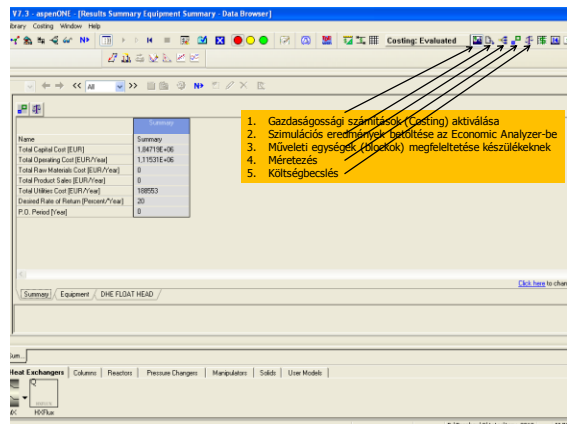 V7.3 - aspenONE - [Results Summary Equipment Summary - Data Browser]
brary Costing Window Help
N▶ Costing: Evaluated
<< All >> N▶
1. Gazdaságossági számítások (Costing) aktiválása
2. Szimulációs eredmények betöltése az Economic Analyzer-be
3. Műveleti egységek (blockok) megfeleltetése készülékeknek
4. Méretezés
5. Költségbecslés
Summary
Name Summary
Total Capital Cost [EUR] 1,84719E+06
Total Operating Cost [EUR/Year] 1,11531E+06
Total Raw Materials Cost [EUR/Year] 0
Total Product Sales [EUR/Year] 0
Total Utilities Cost [EUR/Year] 188553
Desired Rate of Return [Percent/'Year] 20
P.O. Period [Year] 0
Click here to chan
Summary Equipment DHE FLOAT HEAD
um...
Heat Exchangers Columns Reactors Pressure Changers Manipulators Solids User Models
Q
HXFlux